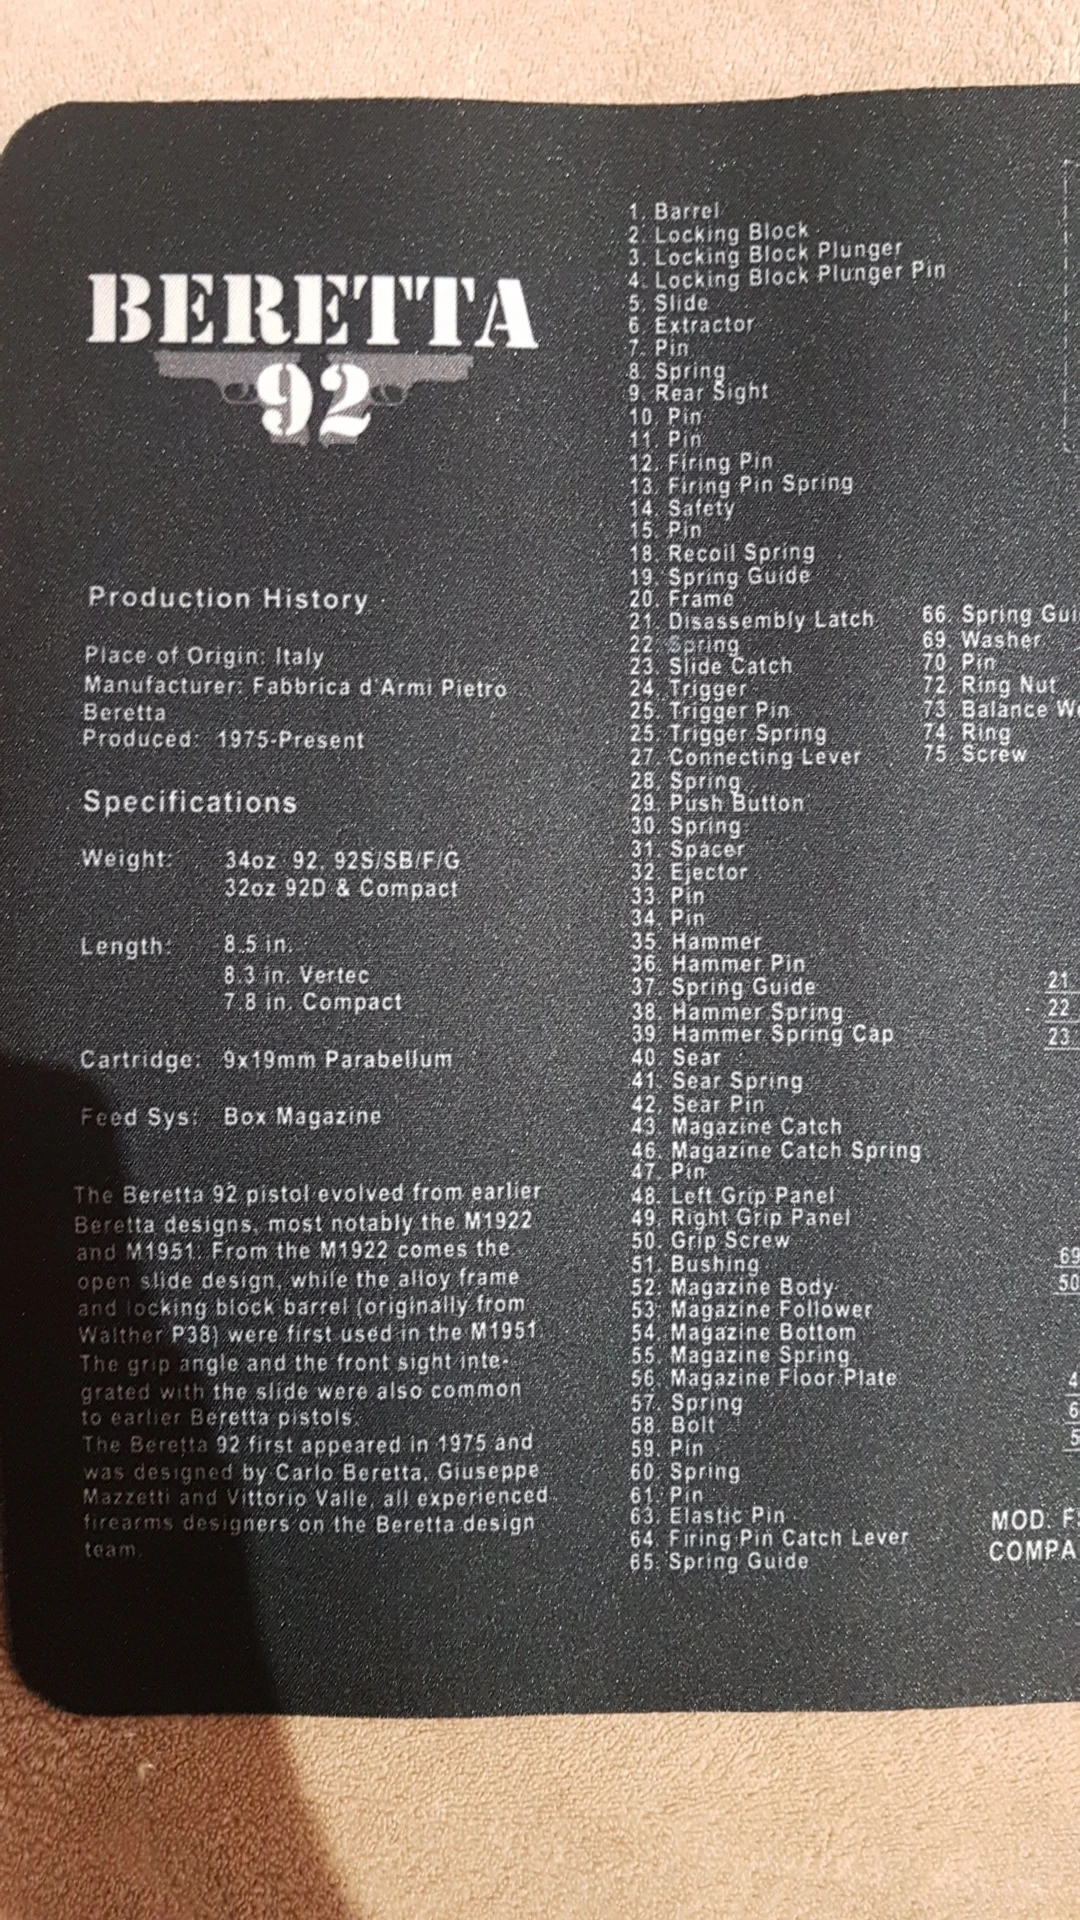 BERETTA
92
Production History
Place of Origin: Italy
Manufacturer: Fabbrica d'Armi Pietro
Beretta
Produced: 1975-Present
Specifications
Weight: 34oz 92, 92S/SB/F/G
32oz 92D & Compact
Length: 8.5 in.
8.3 in. Vertec
7.8 in. Compact
Cartridge: 9x19mm Parabellum
Feed Sys: Box Magazine
The Beretta 92 pistol evolved from earlier
Beretta designs, most notably the M1922
and M1951. From the M1922 comes the
open slide design, while the alloy frame
and locking block barrel (originally from
Walther P38) were first used in the M1951
The grip angle and the front sight inte-
grated with the slide were also common
to earlier Beretta pistols.
The Beretta 92 first appeared in 1975 and
was designed by Carlo Beretta, Giuseppe
Mazzetti and Vittorio Valle, all experienced
firearms designers on the Beretta design
team.
1. Barrel
2. Locking Block
3. Locking Block Plunger
4. Locking Block Plunger Pin
5. Slide
6. Extractor
7. Pin
8. Spring
9. Rear Sight
10. Pin
11. Pin
12. Firing Pin
13. Firing Pin Spring
14. Safety
15. Pin
18. Recoil Spring
19. Spring Guide
20. Frame
21. Disassembly Latch
22. Spring
23. Slide Catch
24. Trigger
25. Trigger Pin
25. Trigger Spring
27. Connecting Lever
28. Spring
29. Push Button
30. Spring
31. Spacer
32. Ejector
33. Pin
34. Pin
35. Hammer
36. Hammer Pin
37. Spring Guide
38. Hammer Spring
39. Hammer Spring Cap
40. Sear
41. Sear Spring
42. Sear Pin
43. Magazine Catch
46. Magazine Catch Spring
47. Pin
48. Left Grip Panel
49. Right Grip Panel
50. Grip Screw
51. Bushing
52. Magazine Body
53. Magazine Follower
54. Magazine Bottom
55. Magazine Spring
56. Magazine Floor Plate
57. Spring
58. Bolt
59. Pin
60. Spring
61. Pin
63. Elastic Pin
64. Firing Pin Catch Lever
65. Spring Guide
66. Spring Gui
69. Washer
70. Pin
72. Ring Nut
73. Balance We
74. Ring
75. Screw
21
22
23
69
50
4
6
5
MOD. F
COMPA